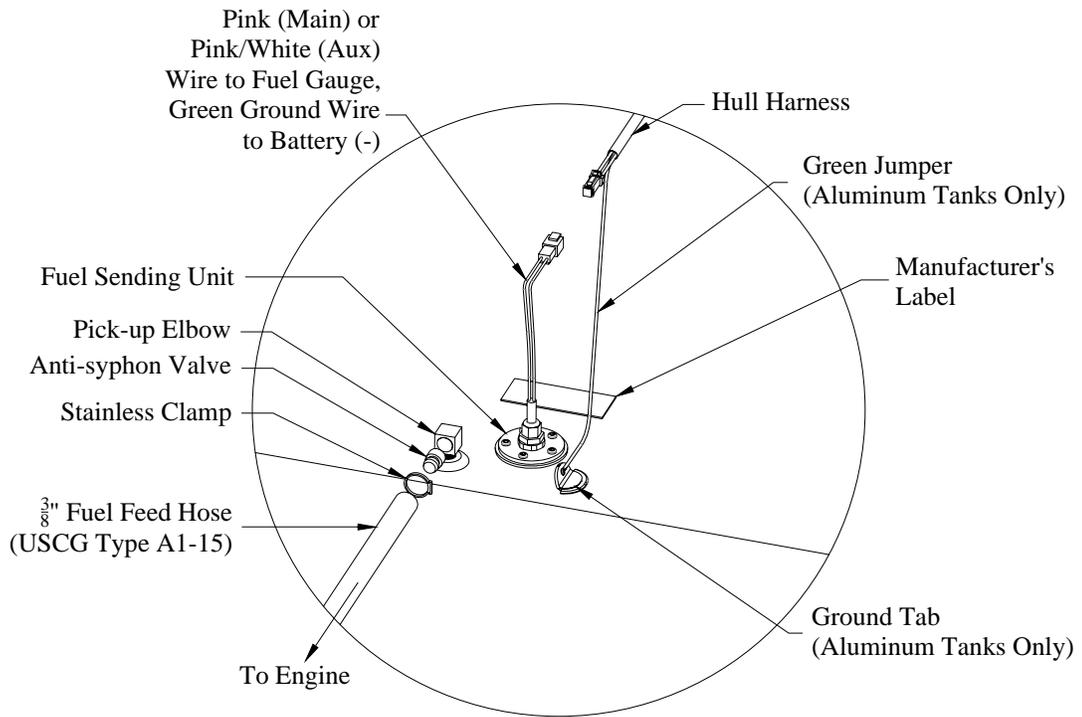 Pink (Main) or
Pink/White (Aux)
Wire to Fuel Gauge,
Green Ground Wire
to Battery (-)
Hull Harness
Green Jumper
(Aluminum Tanks Only)
Manufacturer's
Label
Fuel Sending Unit
Pick-up Elbow
Anti-syphon Valve
Stainless Clamp
3/8" Fuel Feed Hose
(USCG Type A1-15)
Ground Tab
(Aluminum Tanks Only)
To Engine